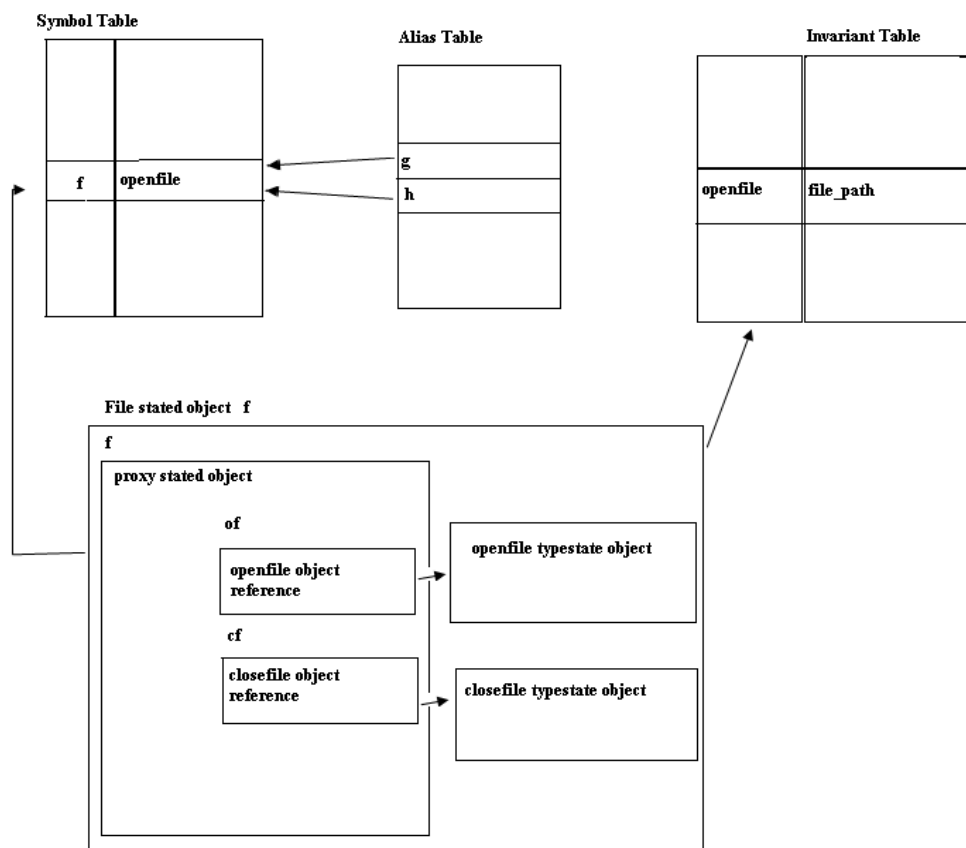 Symbol Table
Alias Table
Invariant Table
g
f openfile
h
openfile file_path
File stated object f
f
proxy stated object
of
openfile object
reference
openfile typestate object
cf
closefile object
reference
closefile typestate object